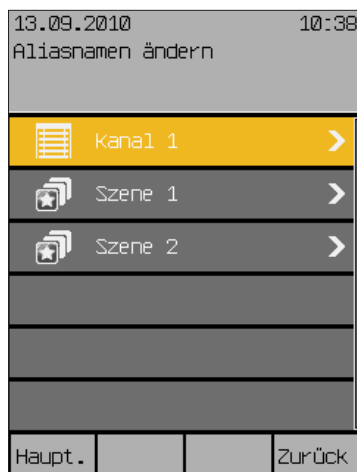 13.09.2010 10:38
Aliasnamen ändern
Kanal 1
Szene 1
Szene 2
Haupt. Zurück